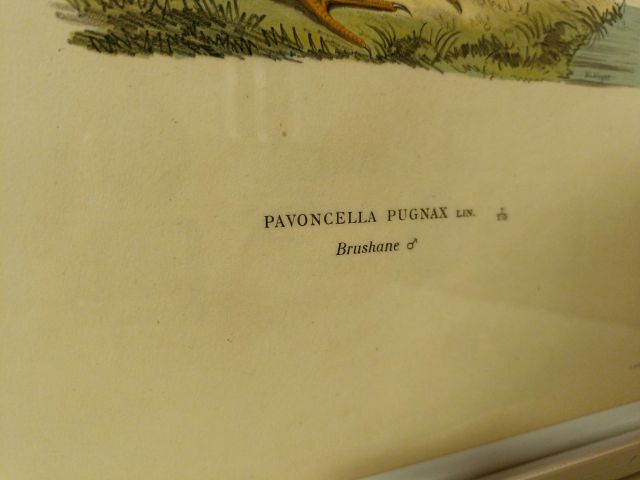 PAVONCELLA PUGNAX LIN.
Brushane ♂